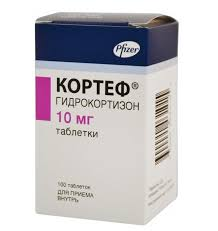 Pfizer
КОРТЕФ®
ГИДРОКОРТИЗОН
10 мг
таблетки
100 таблеток
ДЛЯ ПРИЕМА
ВНУТРЬ